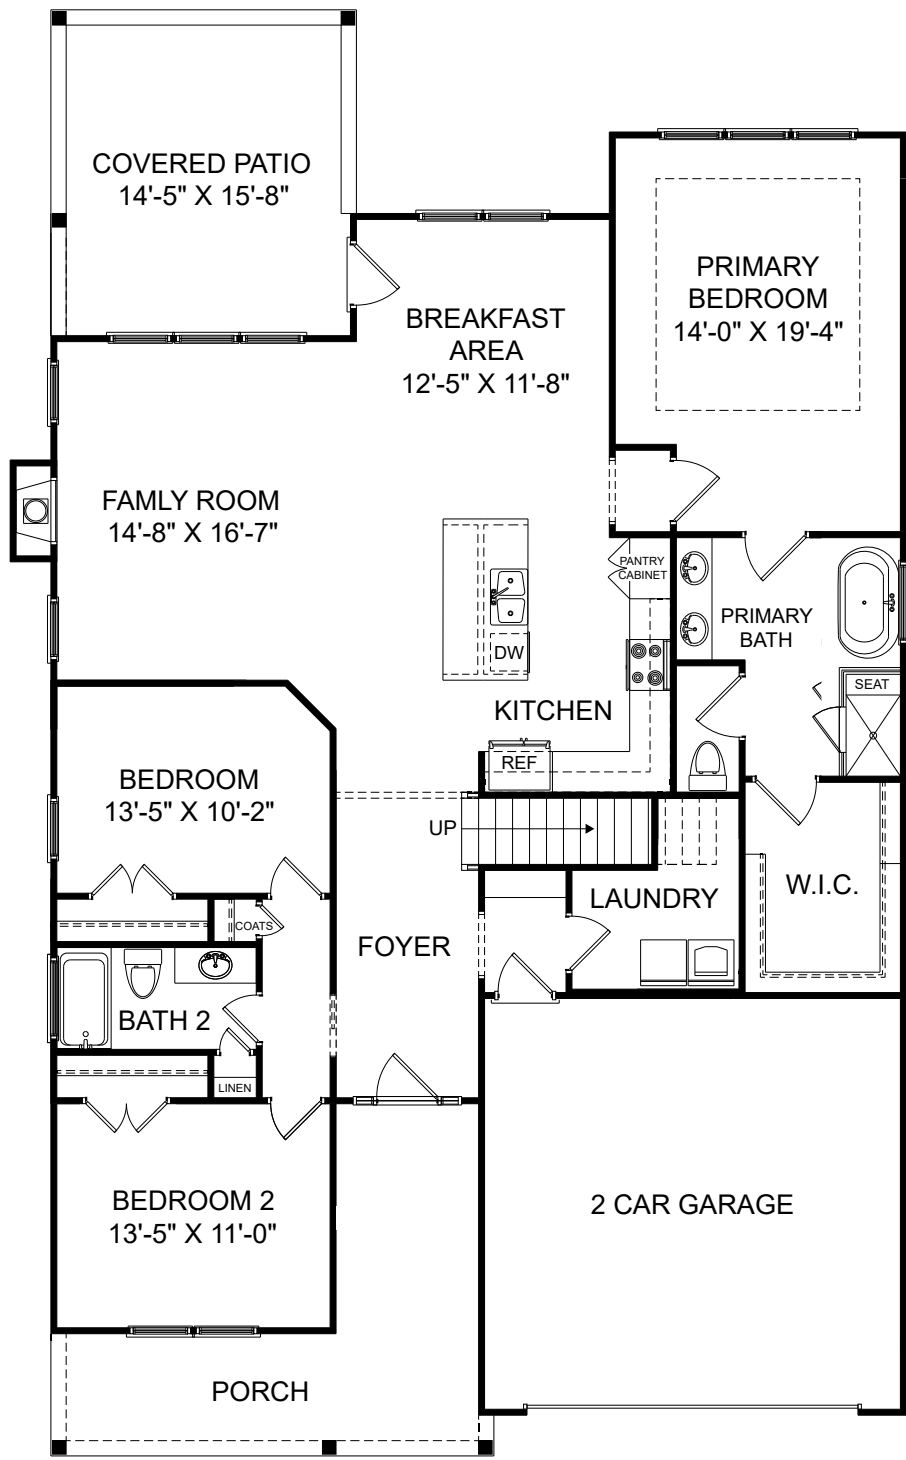 COVERED PATIO
14'-5" X 15'-8"
PRIMARY
BEDROOM
14'-0" X 19'-4"
BREAKFAST
AREA
12'-5" X 11'-8"
FAMLY ROOM
14'-8" X 16'-7"
PANTRY
CABINET
PRIMARY
BATH
DW
SEAT
KITCHEN
REF
BEDROOM
13'-5" X 10'-2"
UP
W.I.C.
LAUNDRY
COATS
FOYER
BATH 2
LINEN
BEDROOM 2
13'-5" X 11'-0"
2 CAR GARAGE
PORCH